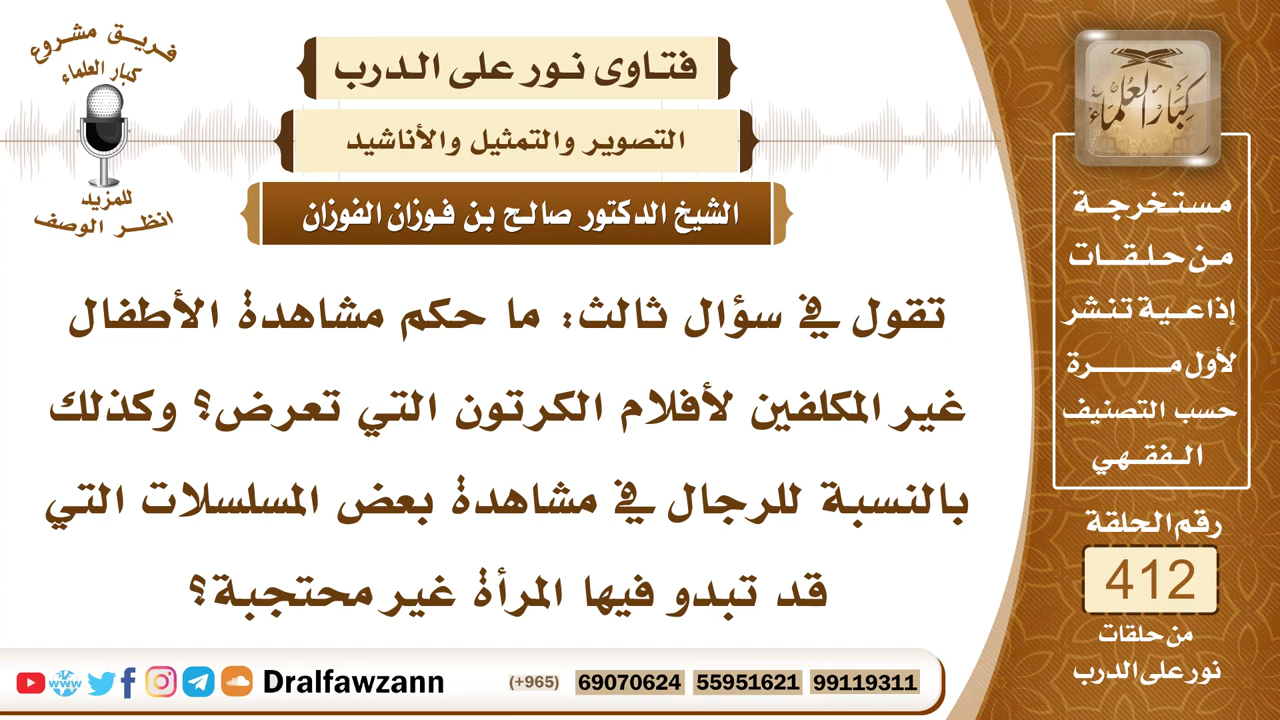 فريق مشروع
كبار العلماء
للمزيد
انظر الوصف
فتاوى نور على الدرب
التصوير والتمثيل والأناشيد
الشيخ الدكتور صالح بن فوزان الفوزان
تقول في سؤال ثالث: ما حكم مشاهدة الأطفال
غير المكلفين لأفلام الكرتون التي تعرض؟ وكذلك
بالنسبة للرجال في مشاهدة بعض المسلسلات التي
قد تبدو فيها المرأة غير محتجبة؟
كبار العلماء
مستخرجة
من حلقات
إذاعية تنشر
لأول مرة
حسب التصنيف
الفقهي
رقم الحلقة
412
من حلقات
نور على الدرب
www
Dralfawzann (+965) 69070624 55951621 99119311